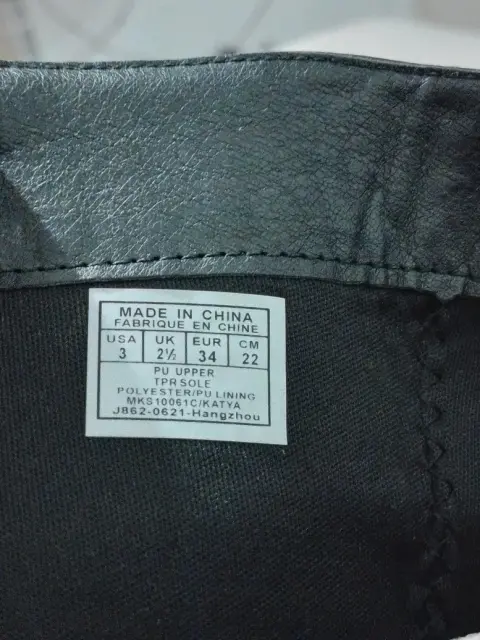 MADE IN CHINA
FABRIQUE EN CHINE
USA UK EUR CM
3 2½ 34 22
PU UPPER
TPR SOLE
POLYESTER/PU LINING
MKS10061C/KATYA
J862-0621-Hangzhou